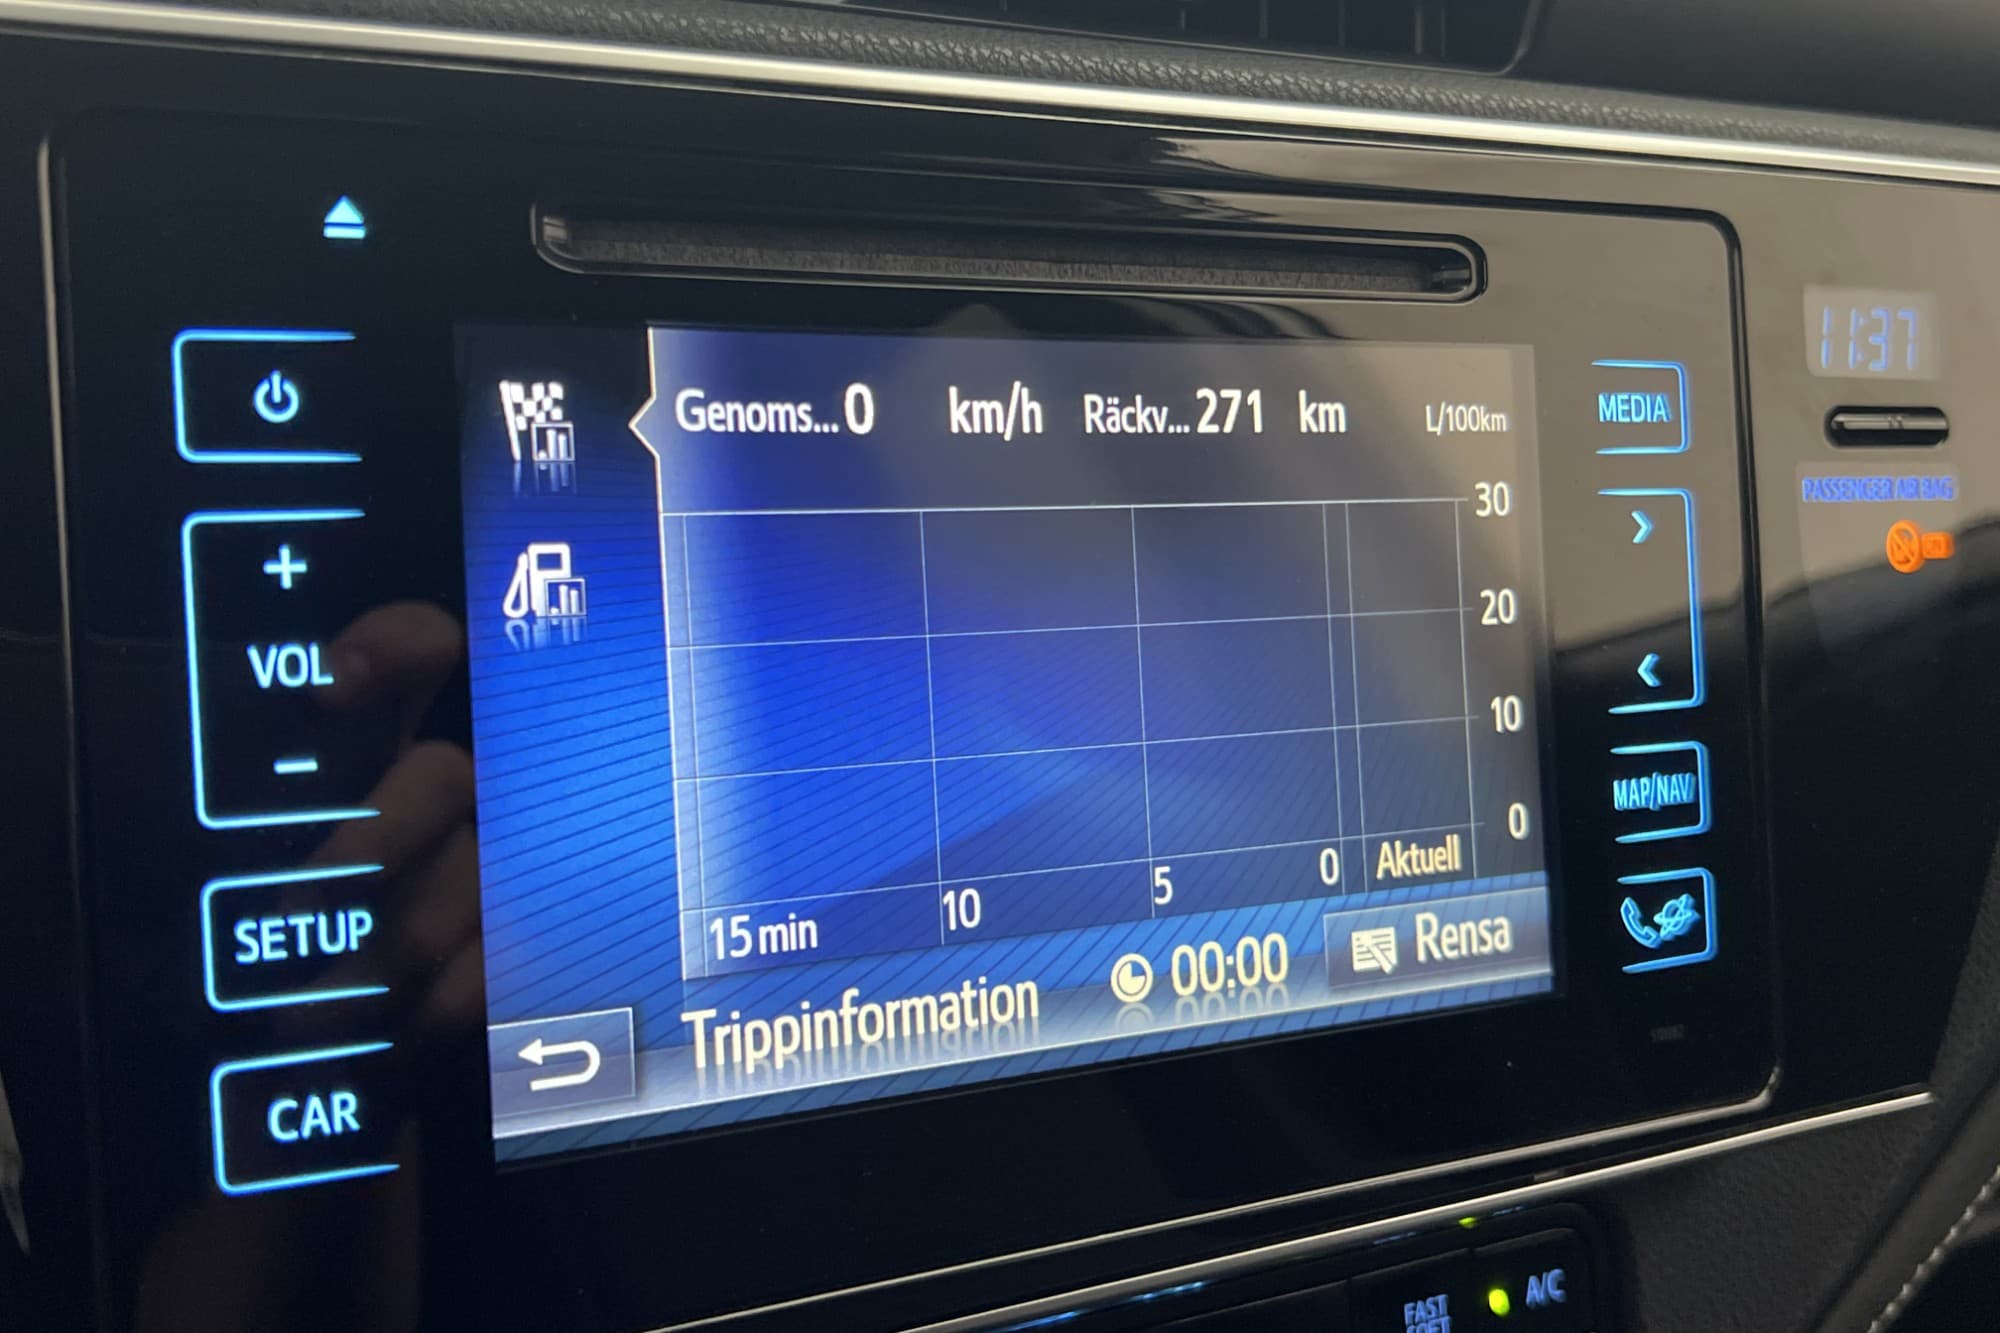 Genoms...0 km/h Räckv...271 km L/100km
30
20
10
0
15 min 10 5 0 Aktuell
Trippinformation 00:00 Rensa
VOL
SETUP
CAR
MEDIA
MAP/NAV
11:37
PASSENGER AIR BAG
FAST
A/C